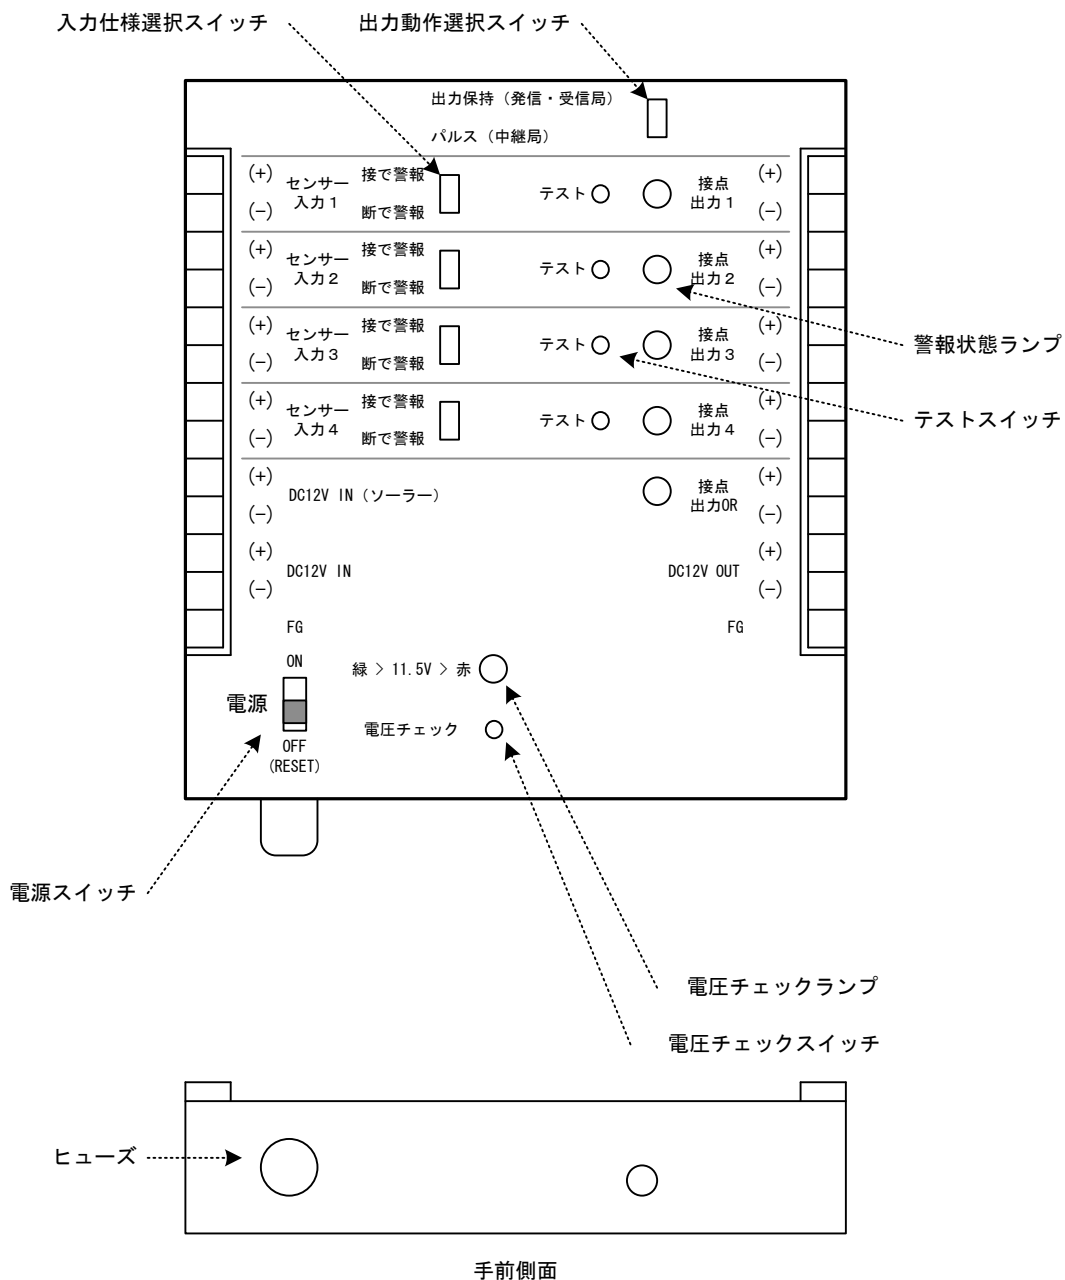 入力仕様選択スイッチ
出力動作選択スイッチ
出力保持（発信・受信局）
パルス（中継局）
(+) センサー 接で警報 接点 (+)
入力１ テスト 出力１
(−) 断で警報 (−)
(+) センサー 接で警報 接点 (+)
入力２ テスト 出力２
(−) 断で警報 (−)
(+) センサー 接で警報 接点 (+)
入力３ テスト 出力３
(−) 断で警報 (−)
(+) センサー 接で警報 接点 (+)
入力４ テスト 出力４
(−) 断で警報 (−)
警報状態ランプ
テストスイッチ
(+) 接点 (+)
DC12V IN（ソーラー） 出力OR
(−) (−)
(+) (+)
DC12V IN DC12V OUT
(−) (−)
FG FG
ON
緑 > 11.5V > 赤
電源
電圧チェック
OFF
(RESET)
電源スイッチ
電圧チェックランプ
電圧チェックスイッチ
ヒューズ
手前側面